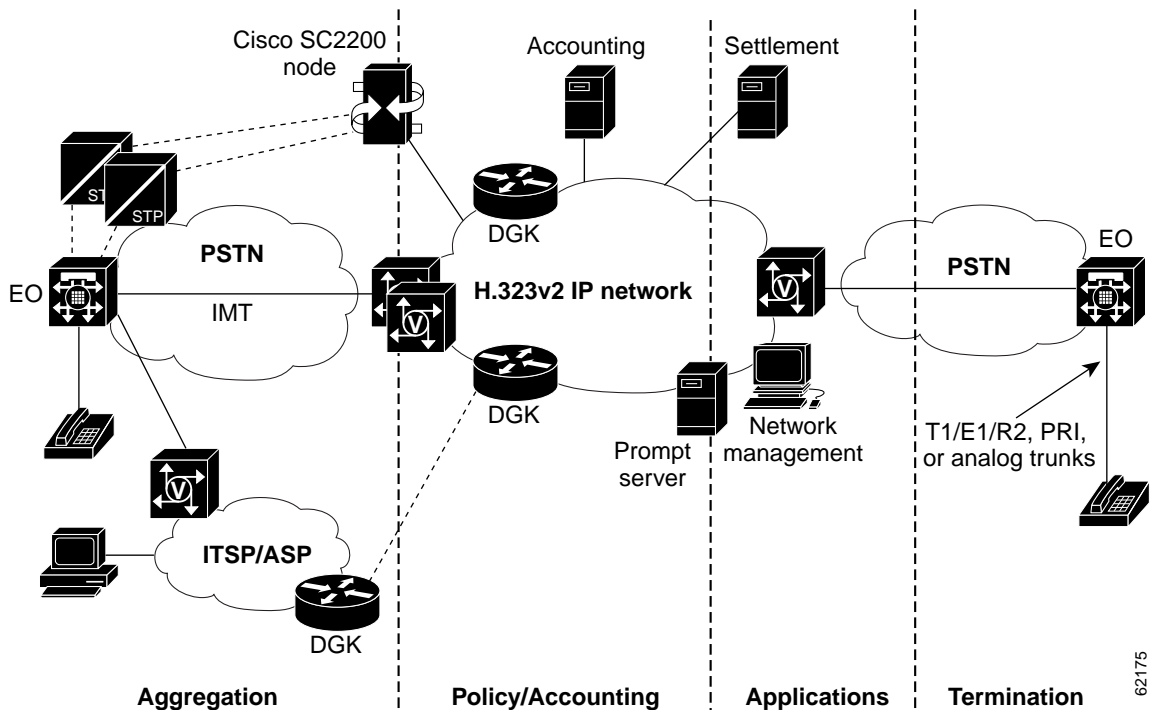 Cisco SC2200
node
Accounting
Settlement
STP
STP
DGK
PSTN
PSTN
EO
EO
IMT
H.323v2 IP network
V
V
V
DGK
Prompt
server
Network
management
T1/E1/R2, PRI,
or analog trunks
ITSP/ASP
DGK
62175
Aggregation
Policy/Accounting
Applications
Termination